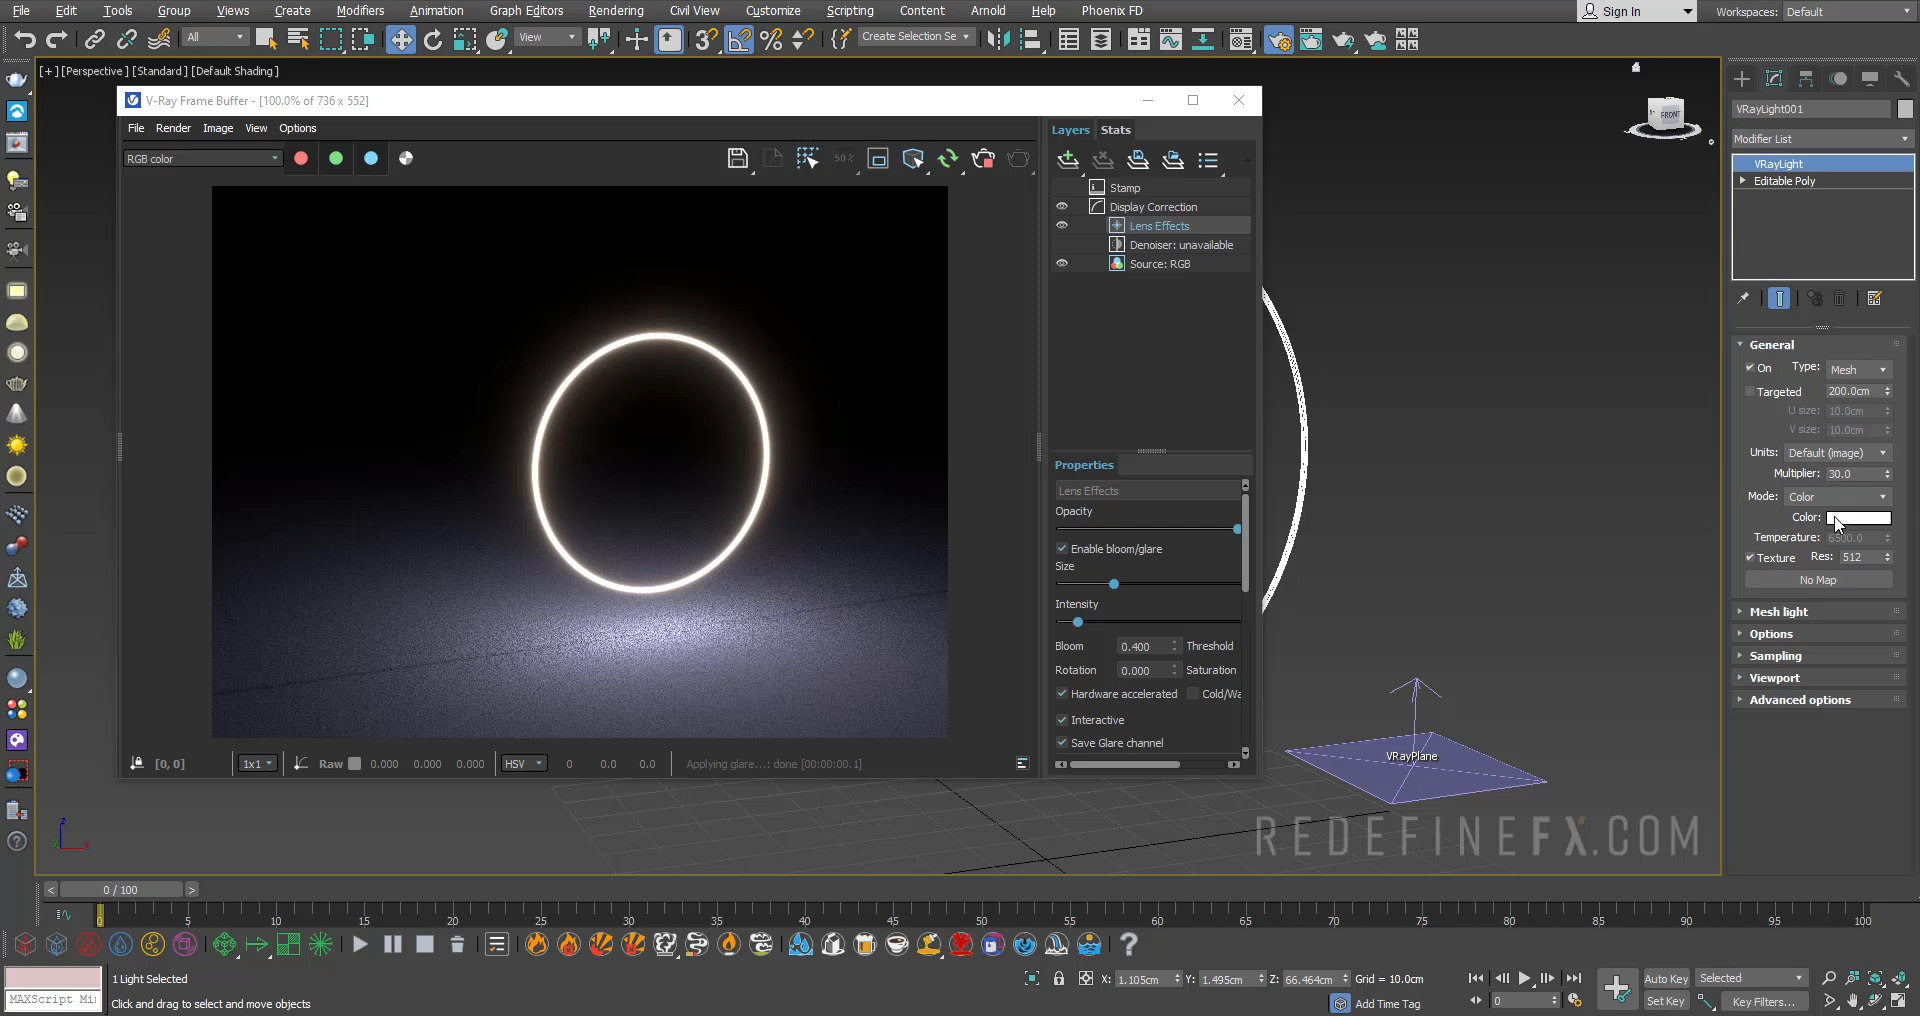 File Edit Tools Group Views Create Modifiers Animation Graph Editors Rendering Civil View Customize Scripting Content Arnold Help Phoenix FD Sign In Workspaces: Default
All View Create Selection Se
[+] [Perspective ] [Standard ] [Default Shading ]
FRONT
V-Ray Frame Buffer - [100.0% of 736 x 552]
File Render Image View Options
RGB color
50%
Layers Stats
Stamp
Display Correction
Lens Effects
Denoiser: unavailable
Source: RGB
Properties
Lens Effects
Opacity
Enable bloom/glare
Size
Intensity
Bloom 0.400 Threshold
Rotation 0.000 Saturation
Hardware accelerated Cold/Wa
Interactive
Save Glare channel
[0, 0] 1x1 Raw 0.000 0.000 0.000 HSV 0 0.0 0.0 Applying glare...: done [00:00:00.1]
VRayLight001
Modifier List
VRayLight
Editable Poly
General
On Type: Mesh
Targeted 200.0cm
U size: 10.0cm
V size: 10.0cm
Units: Default (image)
Multiplier: 30.0
Mode: Color
Color:
Temperature: 6500.0
Texture Res: 512
No Map
Mesh light
Options
Sampling
Viewport
Advanced options
VRayPlane
REDEFINEFX.COM
z
x
< 0 / 100 >
0 5 10 15 20 25 30 35 40 45 50 55 60 65 70 75 80 85 90 95 100
1 Light Selected X: 1.105cm Y: 1.495cm Z: 66.464cm Grid = 10.0cm Auto Key Selected
MAXScript Mi Click and drag to select and move objects Add Time Tag 0 Set Key Key Filters...